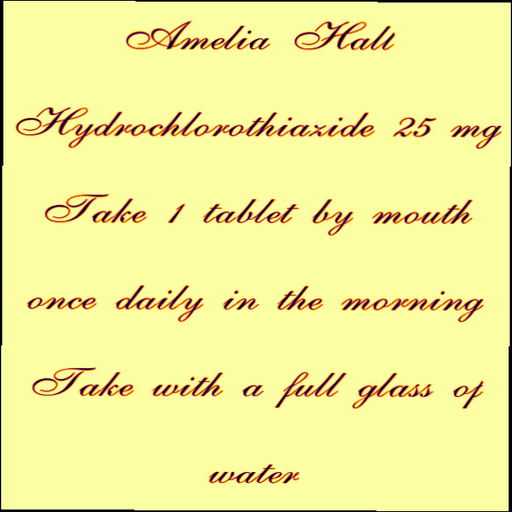 Amelia Halt
Hydrochlorothiazide 25 mg
Take 1 tablet by mouth
once daily in the morning
Take with a full glass of
water